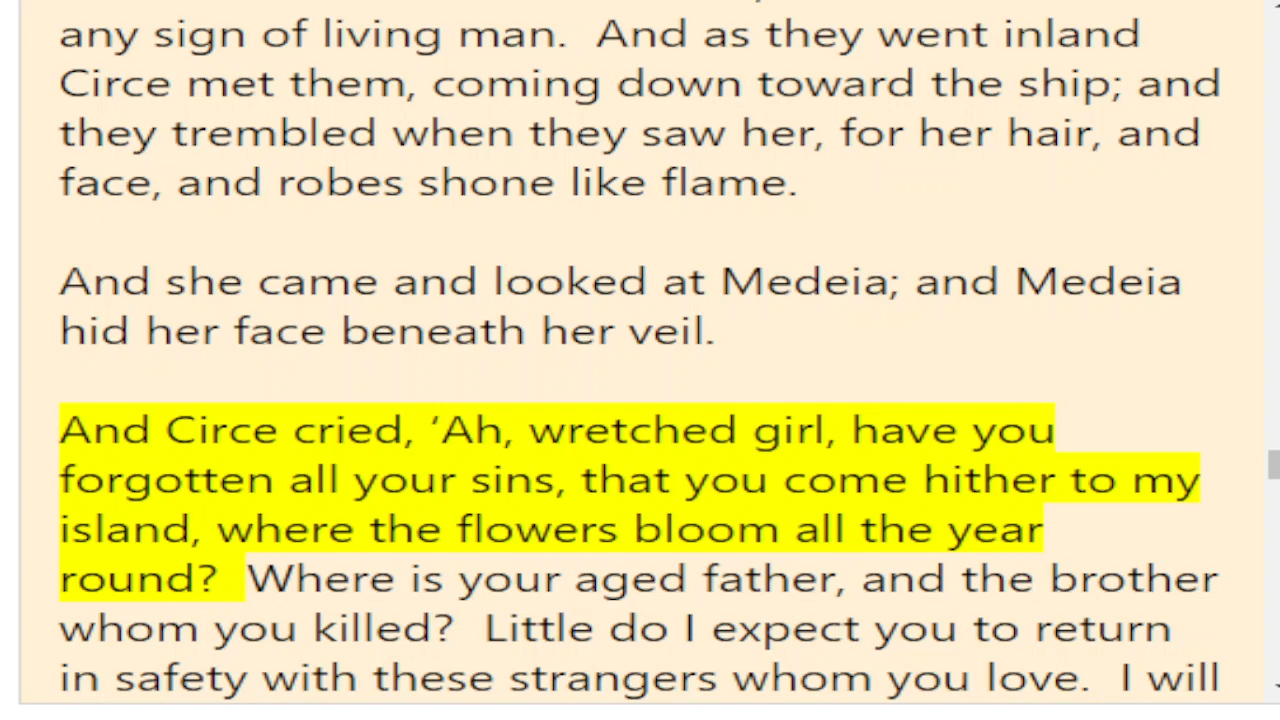 any sign of living man.  And as they went inland
Circe met them, coming down toward the ship; and
they trembled when they saw her, for her hair, and
face, and robes shone like flame.
And she came and looked at Medeia; and Medeia
hid her face beneath her veil.
And Circe cried, ‘Ah, wretched girl, have you
forgotten all your sins, that you come hither to my
island, where the flowers bloom all the year
round?  Where is your aged father, and the brother
whom you killed?  Little do I expect you to return
in safety with these strangers whom you love.  I will